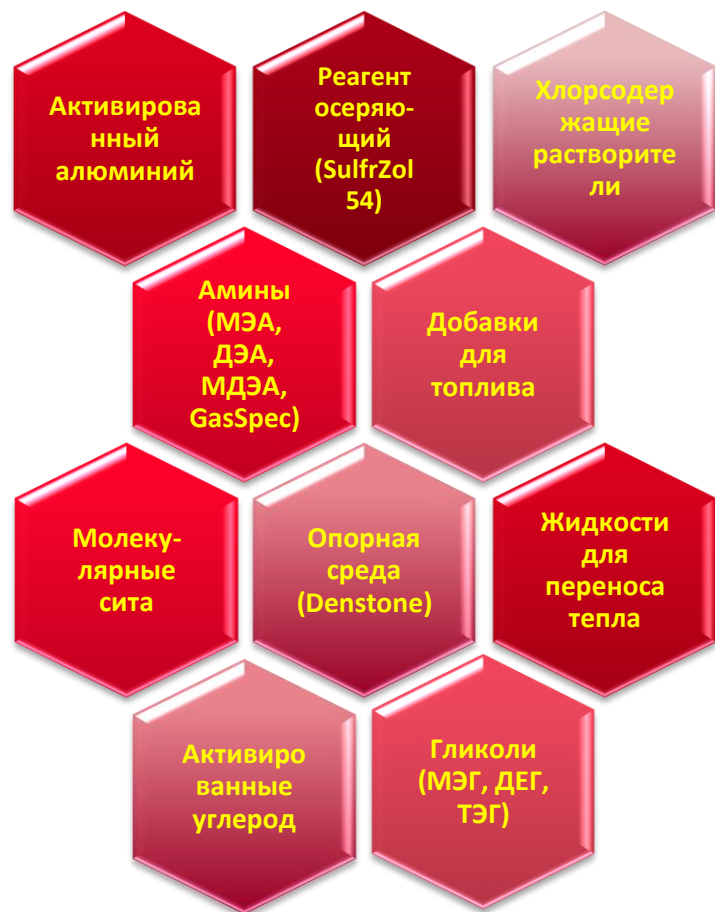 Активирова
нный
алюминий
Реагент
осеряю-
щий
(SulfrZol
54)
Хлорсодер
жащие
растворите
ли
Амины
(МЭА,
ДЭА,
МДЭА,
GasSpec)
Добавки
для
топлива
Молеку-
лярные
сита
Опорная
среда
(Denstone)
Жидкости
для
переноса
тепла
Активиро
ванные
углерод
Гликоли
(МЭГ, ДЕГ,
ТЭГ)